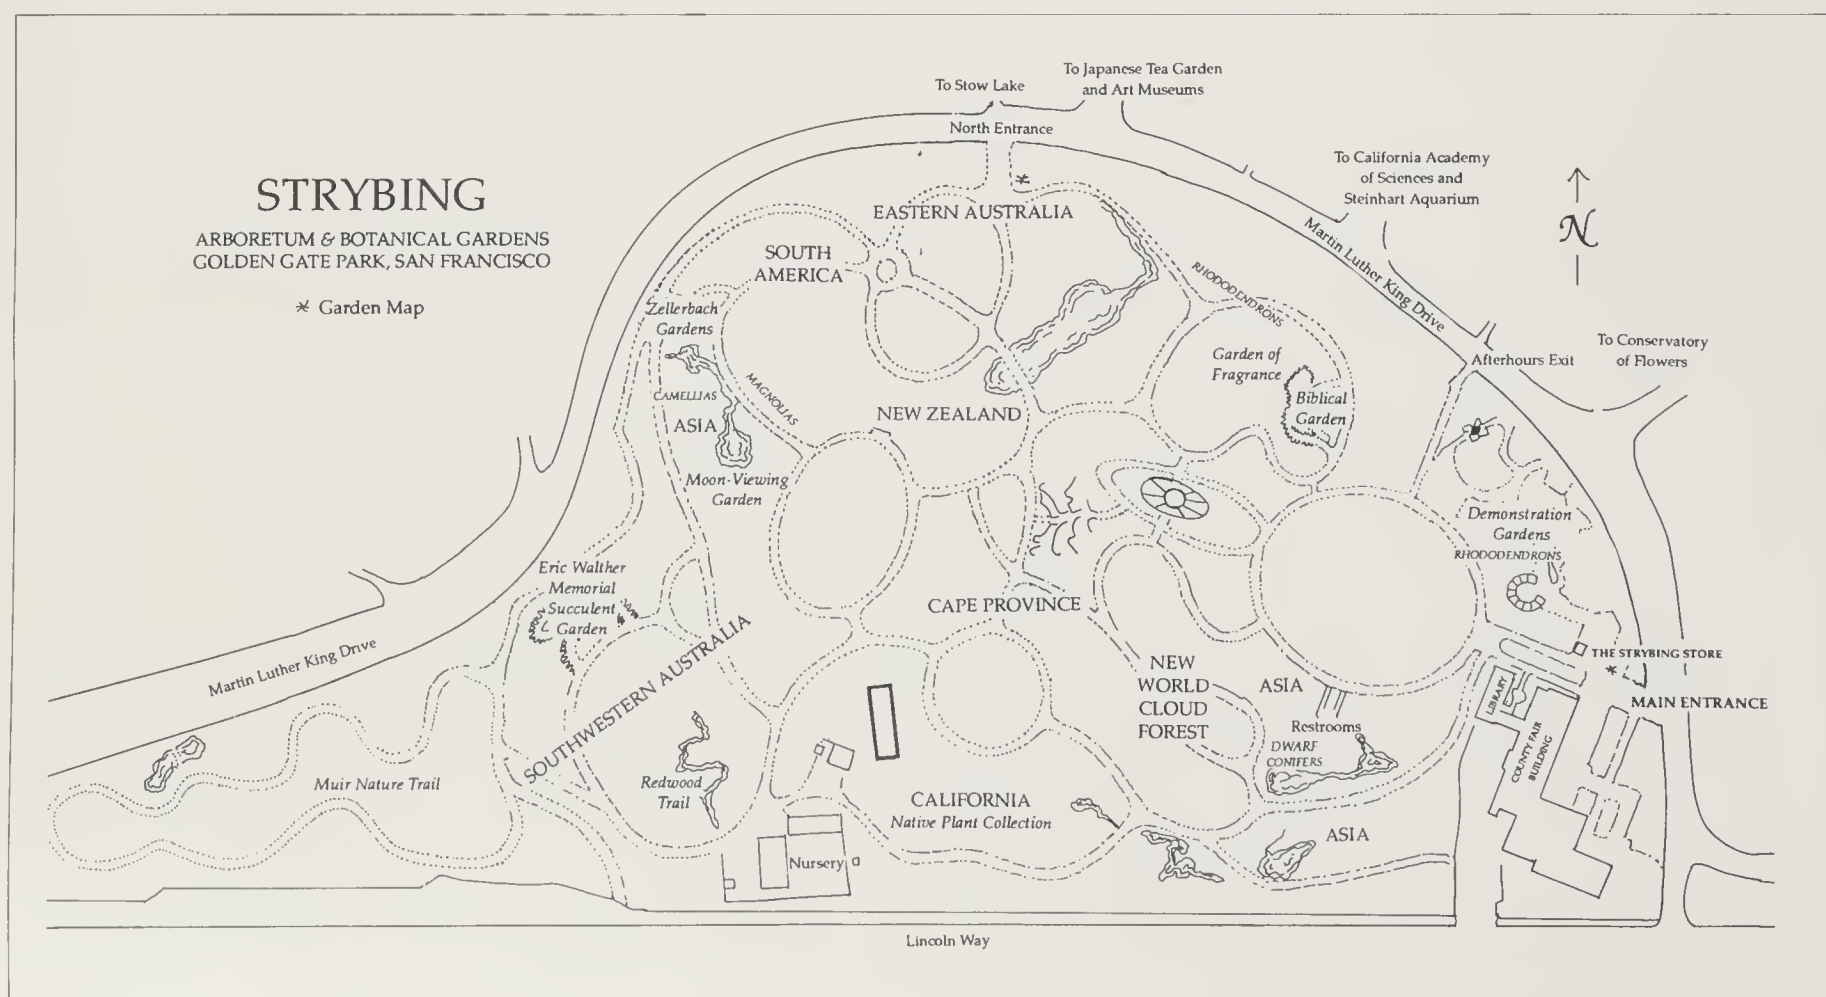 To Japanese Tea Garden
and Art Museums
To Stow Lake
North Entrance
To California Academy
of Sciences and
Steinhart Aquarium
STRYBING
ARBORETUM & BOTANICAL GARDENS
GOLDEN GATE PARK, SAN FRANCISCO
* Garden Map
N
EASTERN AUSTRALIA
SOUTH
AMERICA
Martin Luther King Drive
RHODODENDRONS
Zellerbach
Gardens
To Conservatory
of Flowers
Afterhours Exit
Garden of
Fragrance
Biblical
Garden
CAMELLIAS
MAGNOLIAS
ASIA
NEW ZEALAND
Moon-Viewing
Garden
Demonstration
Gardens
RHODODENDRONS
Eric Walther
Memorial
Succulent
Garden
CAPE PROVINCE
SOUTHWESTERN AUSTRALIA
Martin Luther King Drive
THE STRYBING STORE
NEW
WORLD
CLOUD
FOREST
ASIA
LIBRARY
MAIN ENTRANCE
Restrooms
DWARF
CONIFERS
COUNTY FAIR
BUILDING
Muir Nature Trail
Redwood
Trail
CALIFORNIA
Native Plant Collection
ASIA
Nursery
Lincoln Way